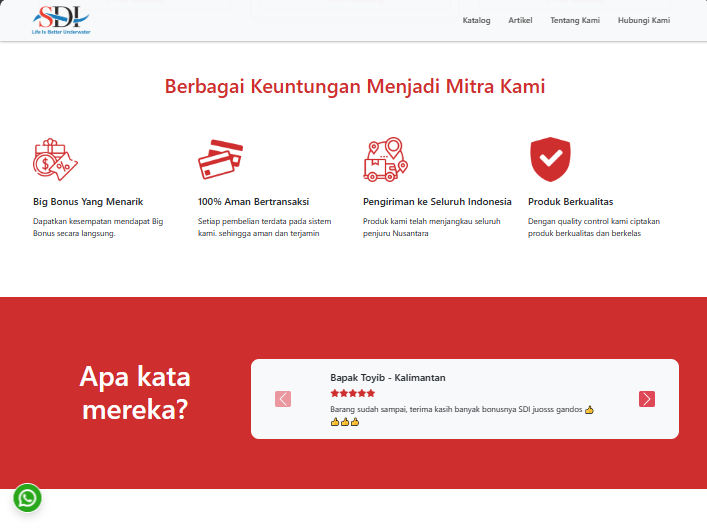 SDI
Life Is Better Underwater
Katalog Artikel Tentang Kami Hubungi Kami
Berbagai Keuntungan Menjadi Mitra Kami
Big Bonus Yang Menarik
Dapatkan kesempatan mendapat Big
Bonus secara langsung.
100% Aman Bertransaksi
Setiap pembelian terdata pada sistem
kami. sehingga aman dan terjamin
Pengiriman ke Seluruh Indonesia
Produk kami telah menjangkau seluruh
penjuru Nusantara
Produk Berkualitas
Dengan quality control kami ciptakan
produk berkualitas dan berkelas
Apa kata
mereka?
Bapak Toyib - Kalimantan
Barang sudah sampai, terima kasih banyak bonusnya SDI juosss gandos 👍
👍👍👍